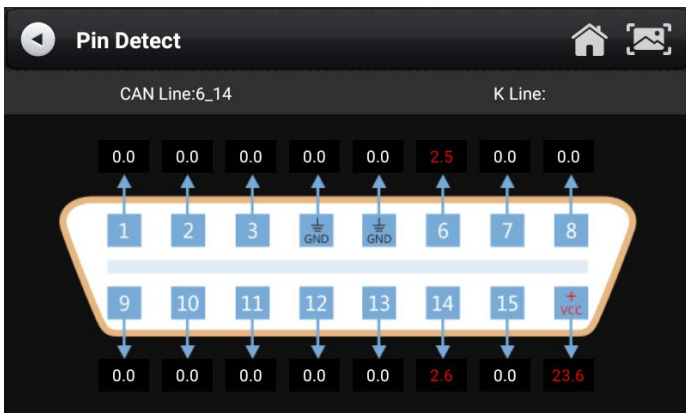 Pin Detect
CAN Line:6_14 K Line:
0.0 0.0 0.0 0.0 0.0 2.5 0.0 0.0
1 2 3 GND GND 6 7 8
9 10 11 12 13 14 15 + VCC
0.0 0.0 0.0 0.0 0.0 2.6 0.0 23.6